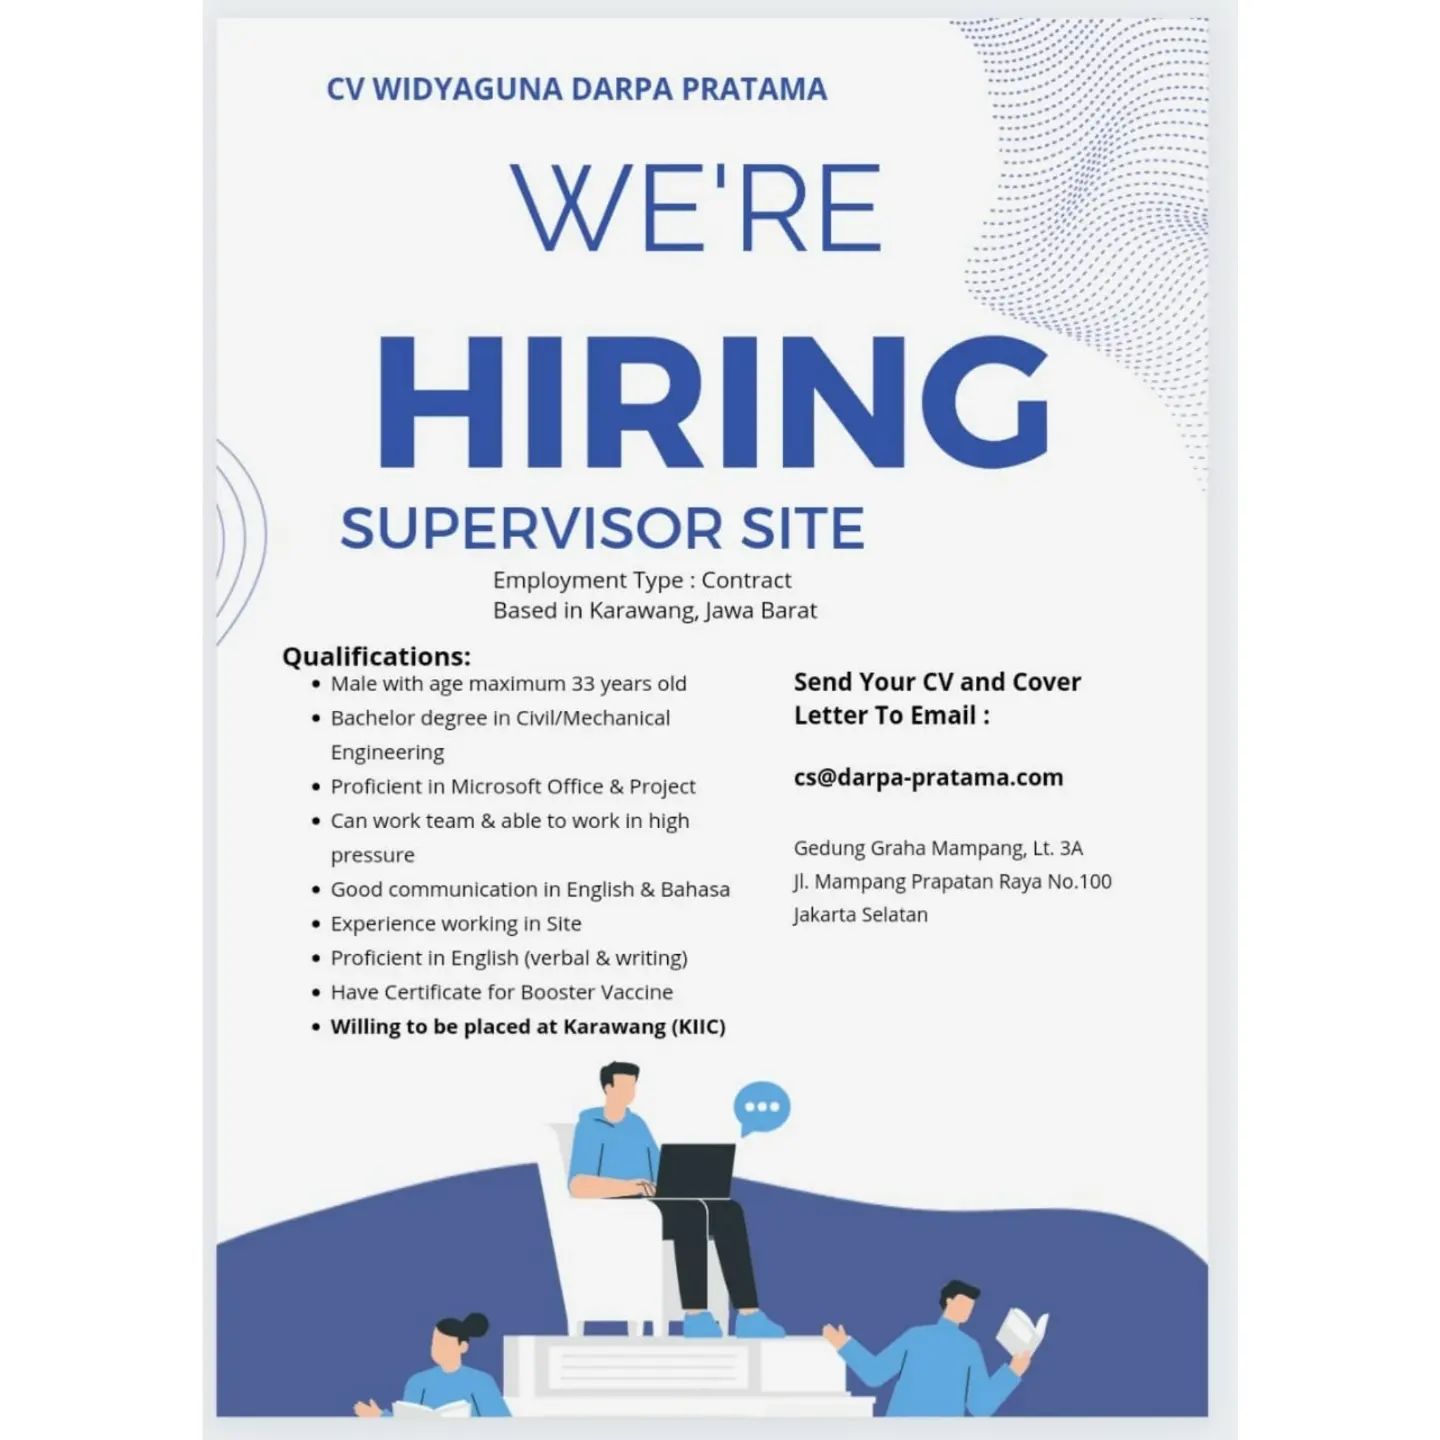 CV WIDYAGUNA DARPA PRATAMA
WE'RE
HIRING
SUPERVISOR SITE
Employment Type : Contract
Based in Karawang, Jawa Barat
Qualifications:
• Male with age maximum 33 years old
• Bachelor degree in Civil/Mechanical
Engineering
• Proficient in Microsoft Office & Project
• Can work team & able to work in high
pressure
• Good communication in English & Bahasa
• Experience working in Site
• Proficient in English (verbal & writing)
• Have Certificate for Booster Vaccine
• Willing to be placed at Karawang (KIIC)
Send Your CV and Cover
Letter To Email :
cs@darpa-pratama.com
Gedung Graha Mampang, Lt. 3A
Jl. Mampang Prapatan Raya No.100
Jakarta Selatan